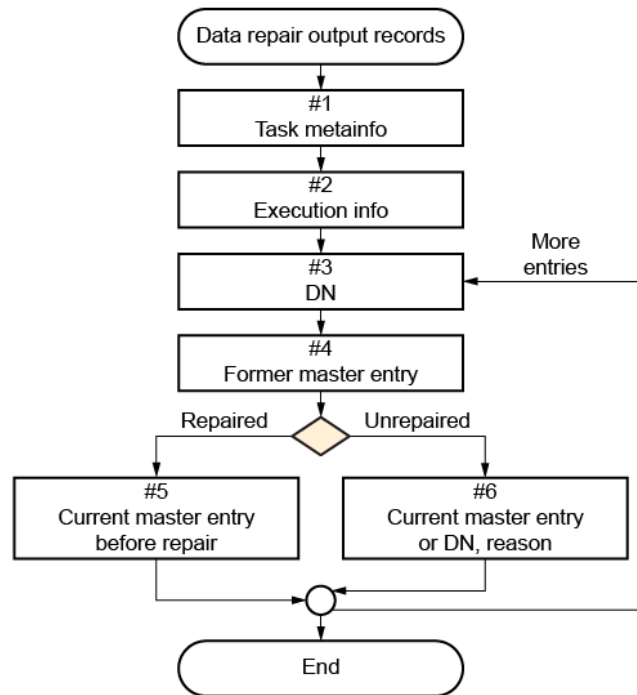 Data repair output records
#1
Task metainfo
#2
Execution info
More
entries
#3
DN
#4
Former master entry
Repaired
Unrepaired
#5
Current master entry
before repair
#6
Current master entry
or DN, reason
End